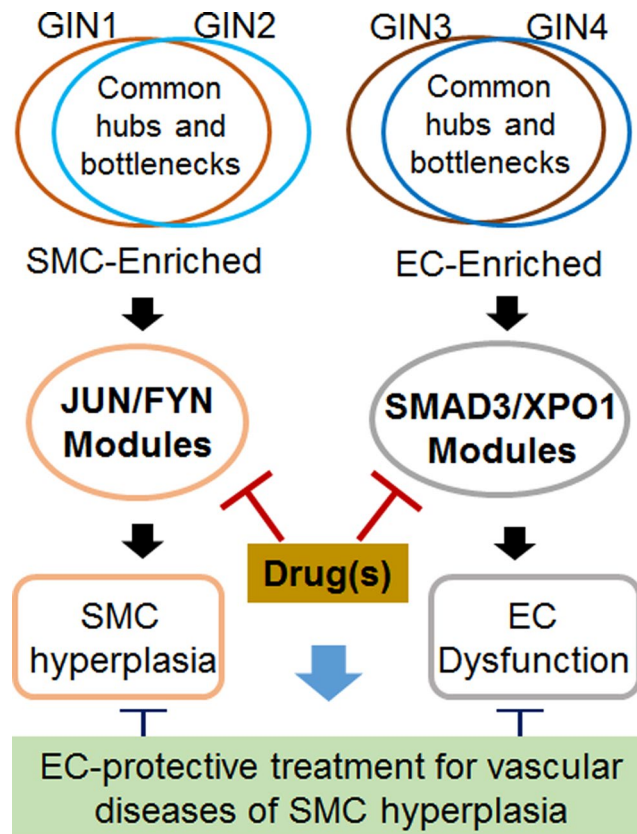 GIN1 GIN2
Common
hubs and
bottlenecks
SMC-Enriched
GIN3 GIN4
Common
hubs and
bottlenecks
EC-Enriched
JUN/FYN
Modules
SMAD3/XPO1
Modules
Drug(s)
SMC
hyperplasia
EC
Dysfunction
EC-protective treatment for vascular
diseases of SMC hyperplasia